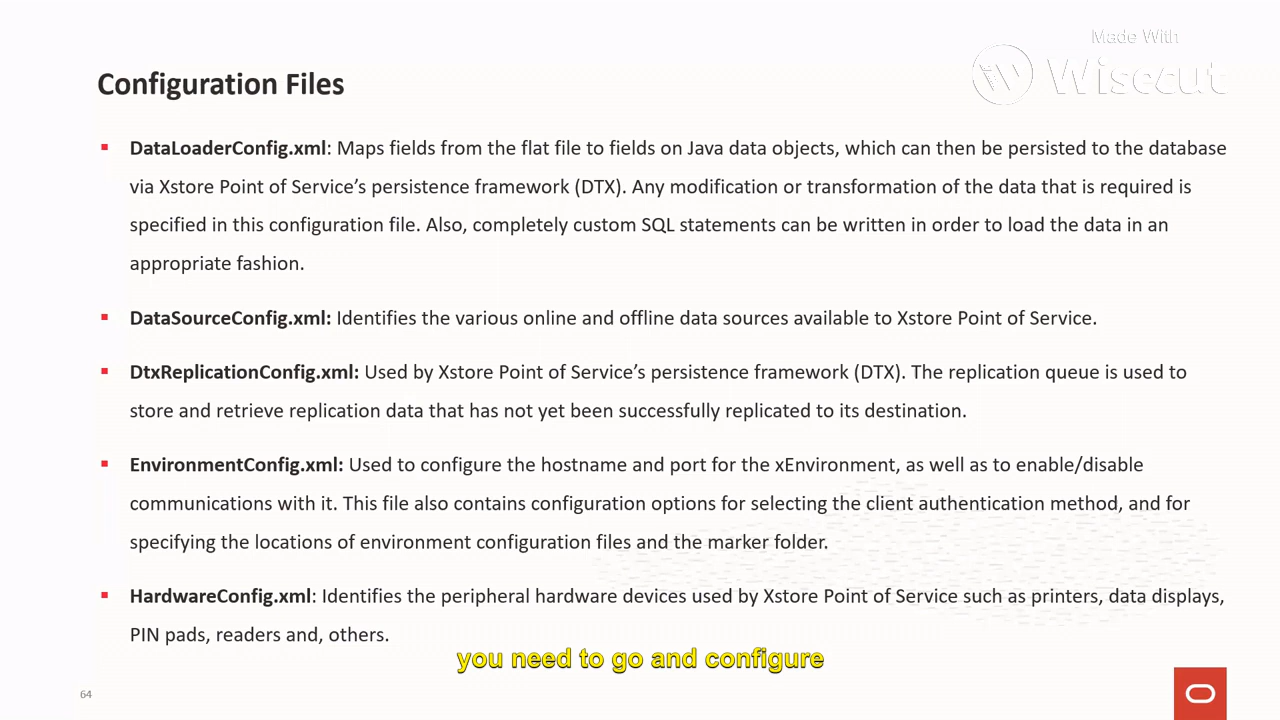 Made With
Wisecut
Configuration Files
DataLoaderConfig.xml: Maps fields from the flat file to fields on Java data objects, which can then be persisted to the database
via Xstore Point of Service’s persistence framework (DTX). Any modification or transformation of the data that is required is
specified in this configuration file. Also, completely custom SQL statements can be written in order to load the data in an
appropriate fashion.
DataSourceConfig.xml: Identifies the various online and offline data sources available to Xstore Point of Service.
DtxReplicationConfig.xml: Used by Xstore Point of Service’s persistence framework (DTX). The replication queue is used to
store and retrieve replication data that has not yet been successfully replicated to its destination.
EnvironmentConfig.xml: Used to configure the hostname and port for the xEnvironment, as well as to enable/disable
communications with it. This file also contains configuration options for selecting the client authentication method, and for
specifying the locations of environment configuration files and the marker folder.
HardwareConfig.xml: Identifies the peripheral hardware devices used by Xstore Point of Service such as printers, data displays,
PIN pads, readers and, others.
you need to go and configure
64